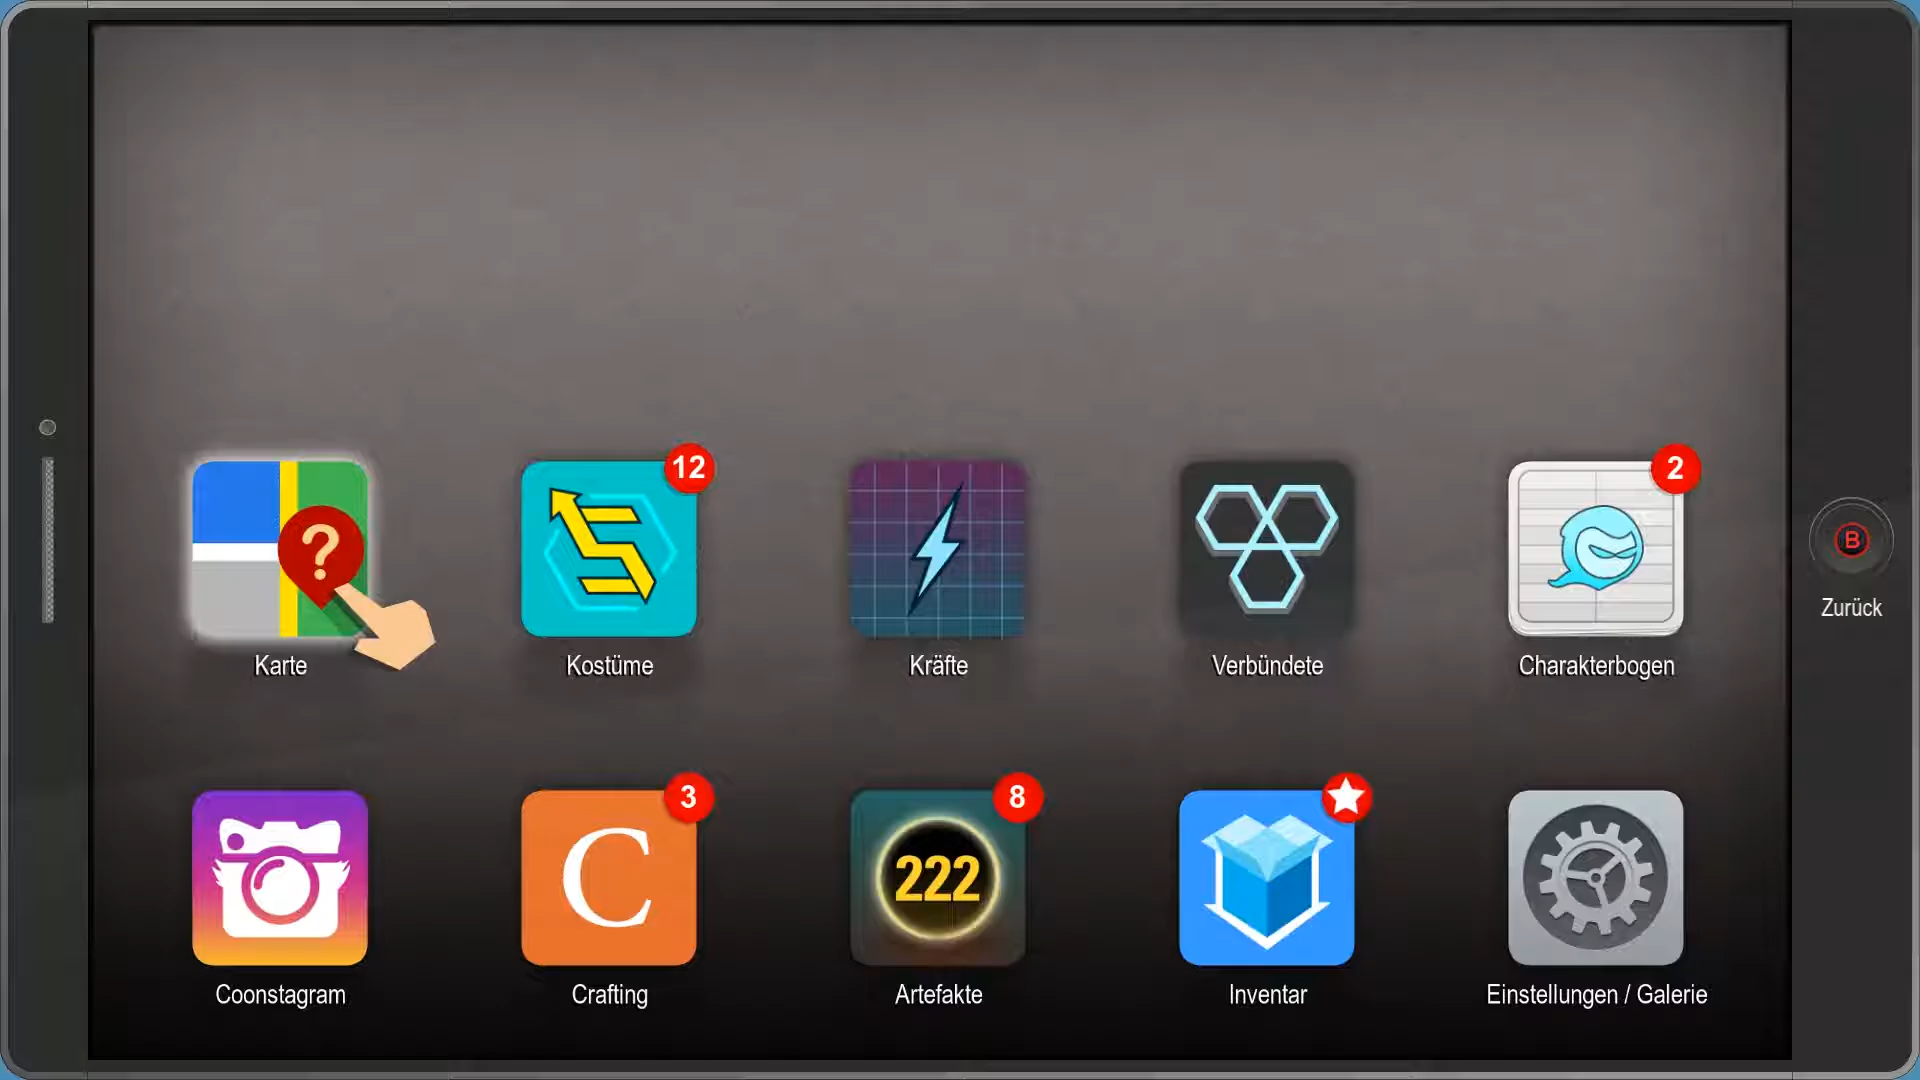 12
2
?
Karte
Kostüme
Kräfte
Verbündete
Charakterbogen
B
Zurück
3
8
C
222
Coonstagram
Crafting
Artefakte
Inventar
Einstellungen / Galerie